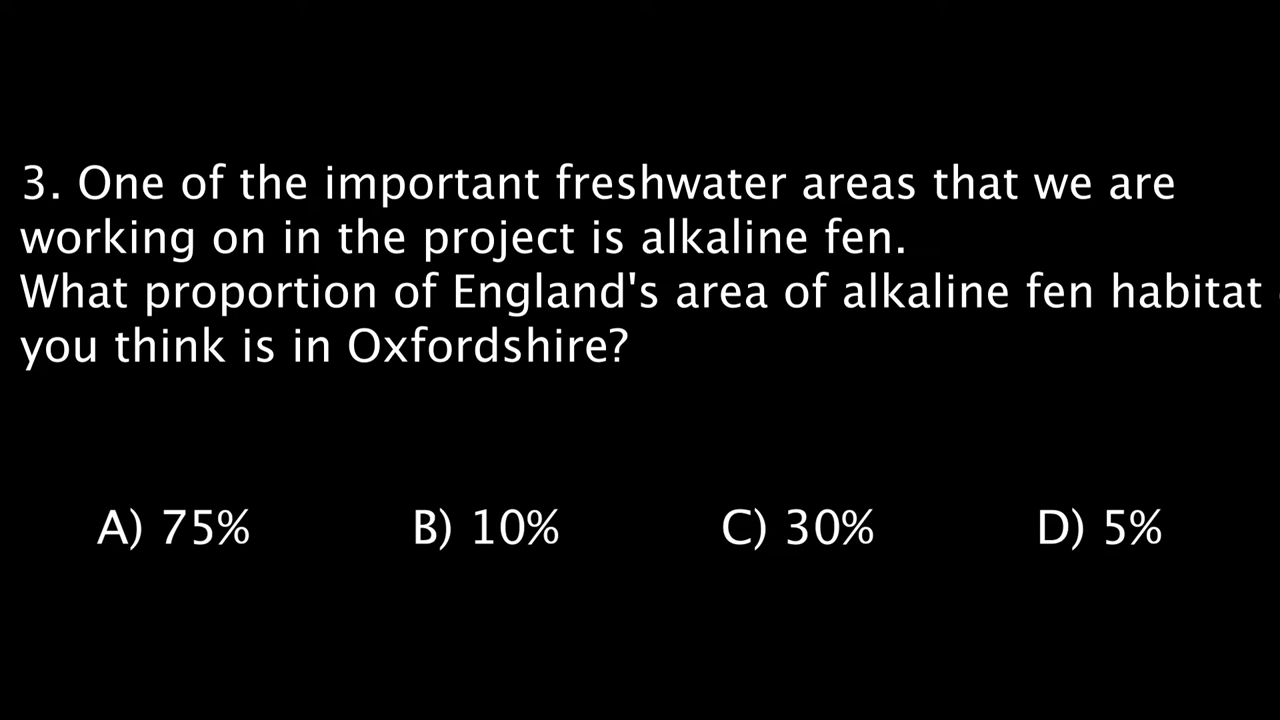 3. One of the important freshwater areas that we are
working on in the project is alkaline fen.
What proportion of England's area of alkaline fen habitat
you think is in Oxfordshire?
A) 75% B) 10% C) 30% D) 5%